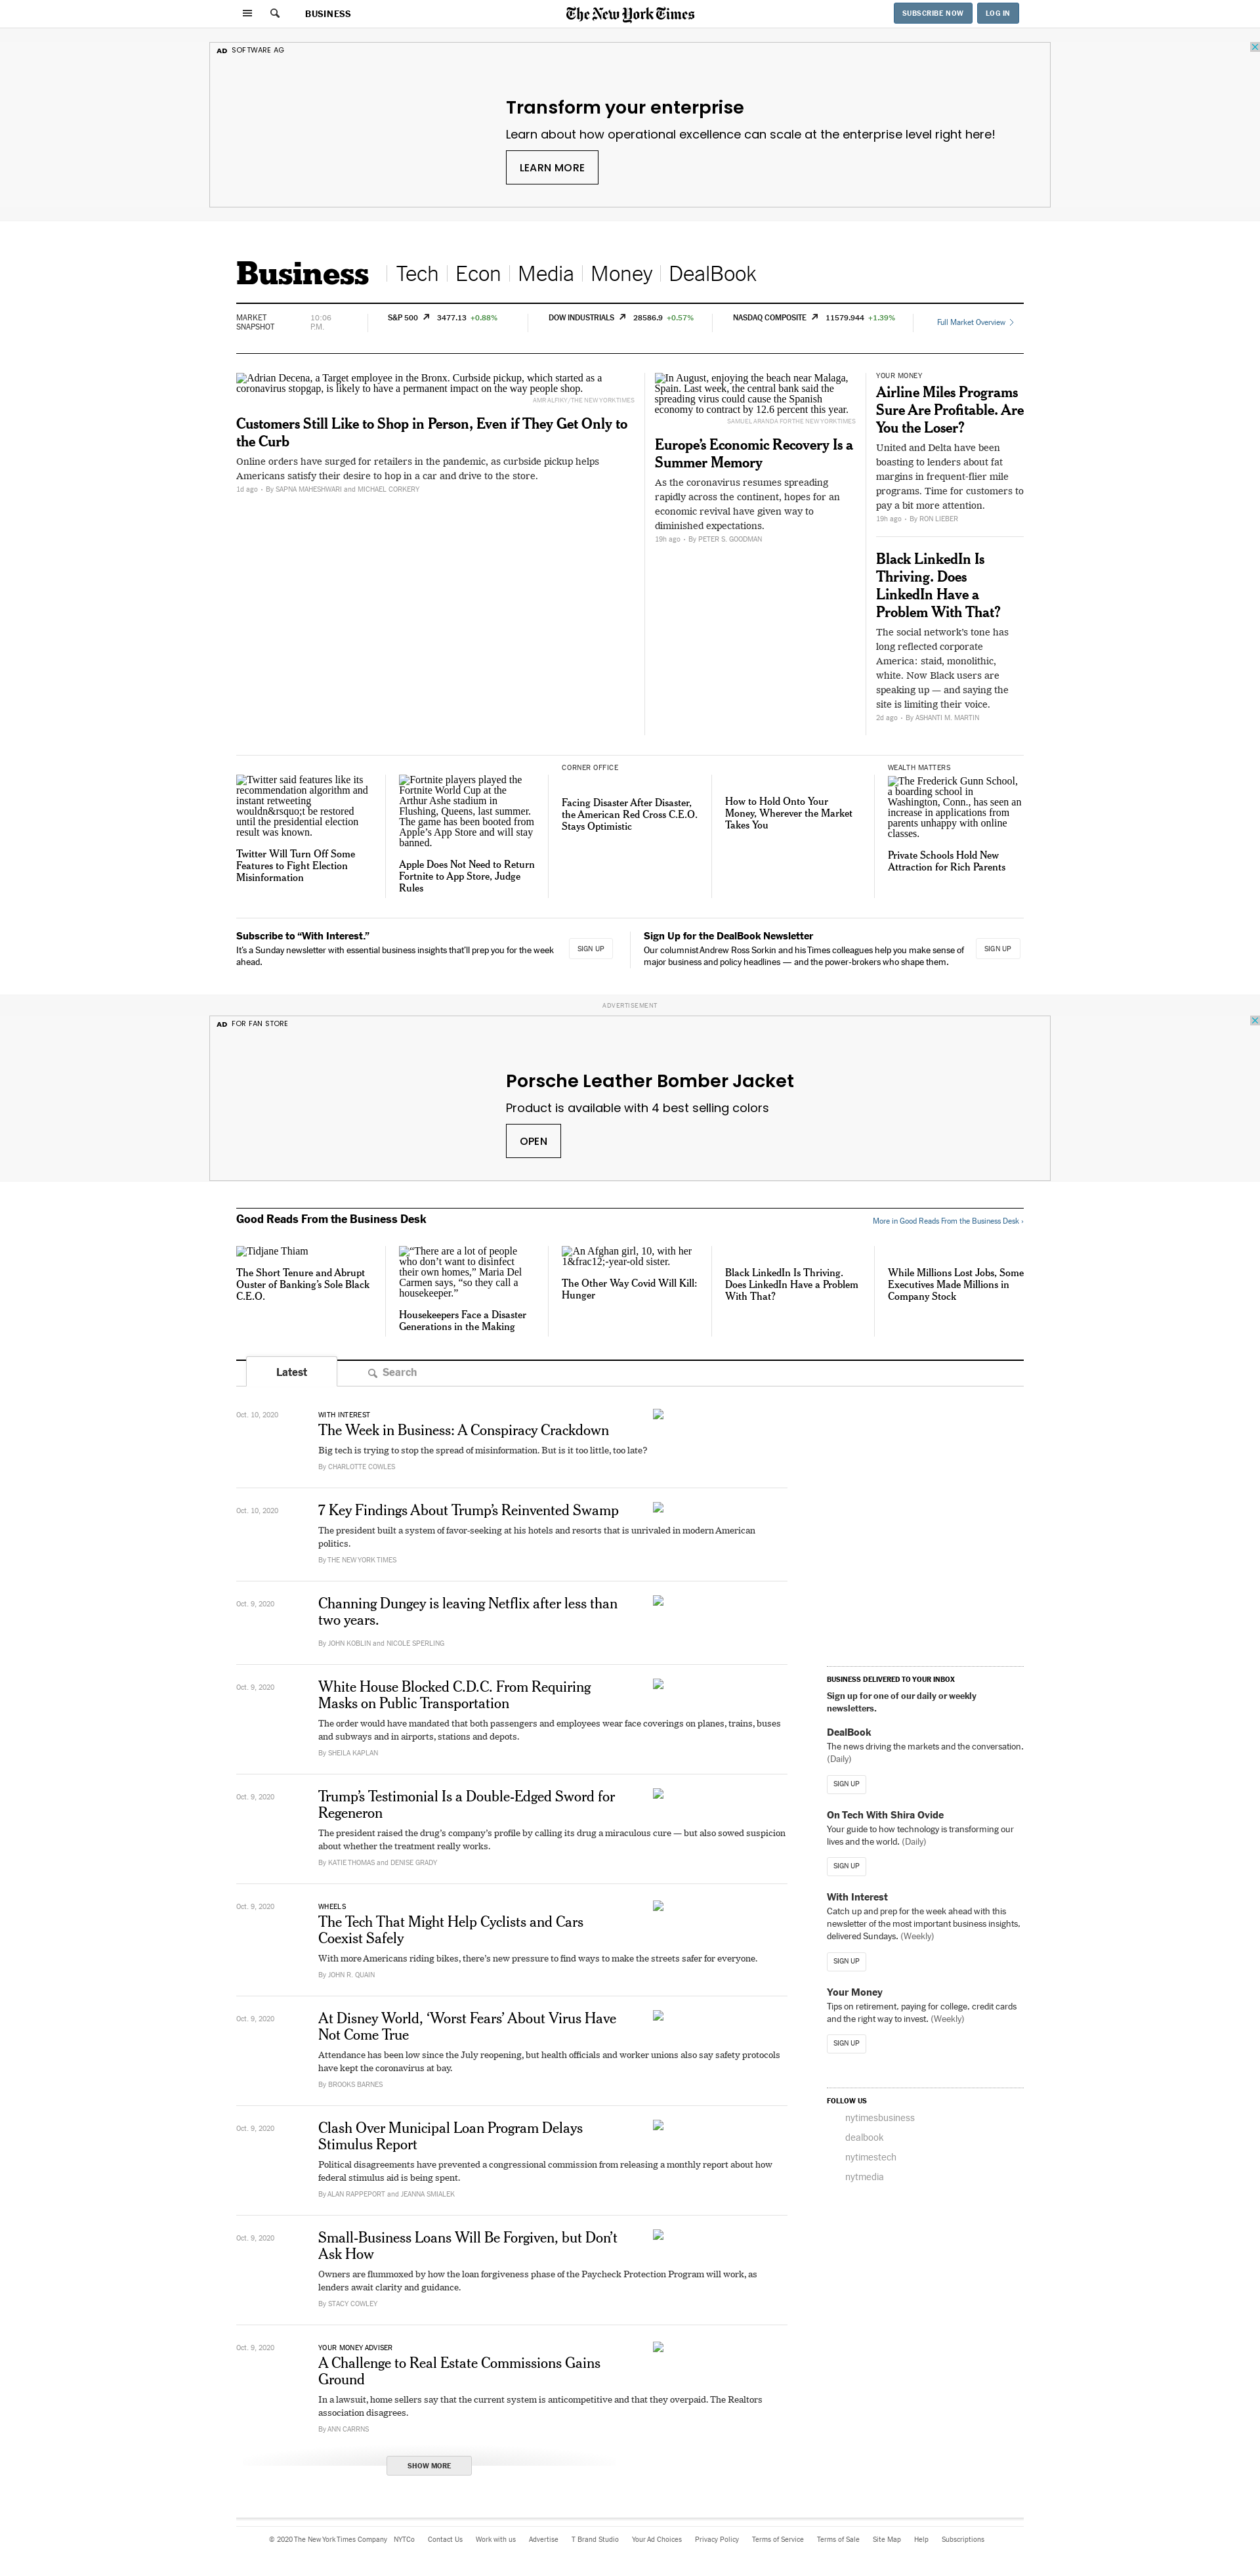 BUSINESS
The New York Times
SUBSCRIBE NOW
LOG IN
AD SOFTWARE AG
Transform your enterprise
Learn about how operational excellence can scale at the enterprise level right here!
LEARN MORE
Business
Tech
Econ
Media
Money
DealBook
MARKET
SNAPSHOT
10:06
P.M.
S&P 500 3477.13 +0.88%
DOW INDUSTRIALS 28586.9 +0.57%
NASDAQ COMPOSITE 11579.944 +1.39%
Full Market Overview
Adrian Decena, a Target employee in the Bronx. Curbside pickup, which started as a
coronavirus stopgap, is likely to have a permanent impact on the way people shop.
AMR ALFIKY/THE NEW YORK TIMES
Customers Still Like to Shop in Person, Even if They Get Only to
the Curb
Online orders have surged for retailers in the pandemic, as curbside pickup helps
Americans satisfy their desire to hop in a car and drive to the store.
1d ago • By SAPNA MAHESHWARI and MICHAEL CORKERY
In August, enjoying the beach near Malaga,
Spain. Last week, the central bank said the
spreading virus could cause the Spanish
economy to contract by 12.6 percent this year.
SAMUEL ARANDA FOR THE NEW YORK TIMES
Europe’s Economic Recovery Is a
Summer Memory
As the coronavirus resumes spreading
rapidly across the continent, hopes for an
economic revival have given way to
diminished expectations.
19h ago • By PETER S. GOODMAN
YOUR MONEY
Airline Miles Programs
Sure Are Profitable. Are
You the Loser?
United and Delta have been
boasting to lenders about fat
margins in frequent-flier mile
programs. Time for customers to
pay a bit more attention.
19h ago • By RON LIEBER
Black LinkedIn Is
Thriving. Does
LinkedIn Have a
Problem With That?
The social network’s tone has
long reflected corporate
America: staid, monolithic,
white. Now Black users are
speaking up — and saying the
site is limiting their voice.
2d ago • By ASHANTI M. MARTIN
Twitter said features like its
recommendation algorithm and
instant retweeting
wouldn&rsquo;t be restored
until the presidential election
result was known.
Twitter Will Turn Off Some
Features to Fight Election
Misinformation
Fortnite players played the
Fortnite World Cup at the
Arthur Ashe stadium in
Flushing, Queens, last summer.
The game has been booted from
Apple’s App Store and will stay
banned.
Apple Does Not Need to Return
Fortnite to App Store, Judge
Rules
CORNER OFFICE
Facing Disaster After Disaster,
the American Red Cross C.E.O.
Stays Optimistic
How to Hold Onto Your
Money, Wherever the Market
Takes You
WEALTH MATTERS
The Frederick Gunn School,
a boarding school in
Washington, Conn., has seen an
increase in applications from
parents unhappy with online
classes.
Private Schools Hold New
Attraction for Rich Parents
Subscribe to “With Interest.”
It’s a Sunday newsletter with essential business insights that’ll prep you for the week
ahead.
SIGN UP
Sign Up for the DealBook Newsletter
Our columnist Andrew Ross Sorkin and his Times colleagues help you make sense of
major business and policy headlines — and the power-brokers who shape them.
SIGN UP
ADVERTISEMENT
AD FOR FAN STORE
Porsche Leather Bomber Jacket
Product is available with 4 best selling colors
OPEN
Good Reads From the Business Desk
More in Good Reads From the Business Desk ›
Tidjane Thiam
The Short Tenure and Abrupt
Ouster of Banking’s Sole Black
C.E.O.
“There are a lot of people
who don’t want to disinfect
their own homes,” Maria Del
Carmen says, “so they call a
housekeeper.”
Housekeepers Face a Disaster
Generations in the Making
An Afghan girl, 10, with her
1&frac12;-year-old sister.
The Other Way Covid Will Kill:
Hunger
Black LinkedIn Is Thriving.
Does LinkedIn Have a Problem
With That?
While Millions Lost Jobs, Some
Executives Made Millions in
Company Stock
Latest
Search
Oct. 10, 2020
WITH INTEREST
The Week in Business: A Conspiracy Crackdown
Big tech is trying to stop the spread of misinformation. But is it too little, too late?
By CHARLOTTE COWLES
Oct. 10, 2020
7 Key Findings About Trump’s Reinvented Swamp
The president built a system of favor-seeking at his hotels and resorts that is unrivaled in modern American
politics.
By THE NEW YORK TIMES
Oct. 9, 2020
Channing Dungey is leaving Netflix after less than
two years.
By JOHN KOBLIN and NICOLE SPERLING
Oct. 9, 2020
White House Blocked C.D.C. From Requiring
Masks on Public Transportation
The order would have mandated that both passengers and employees wear face coverings on planes, trains, buses
and subways and in airports, stations and depots.
By SHEILA KAPLAN
Oct. 9, 2020
Trump’s Testimonial Is a Double-Edged Sword for
Regeneron
The president raised the drug’s company’s profile by calling its drug a miraculous cure — but also sowed suspicion
about whether the treatment really works.
By KATIE THOMAS and DENISE GRADY
Oct. 9, 2020
WHEELS
The Tech That Might Help Cyclists and Cars
Coexist Safely
With more Americans riding bikes, there’s new pressure to find ways to make the streets safer for everyone.
By JOHN R. QUAIN
Oct. 9, 2020
At Disney World, ‘Worst Fears’ About Virus Have
Not Come True
Attendance has been low since the July reopening, but health officials and worker unions also say safety protocols
have kept the coronavirus at bay.
By BROOKS BARNES
Oct. 9, 2020
Clash Over Municipal Loan Program Delays
Stimulus Report
Political disagreements have prevented a congressional commission from releasing a monthly report about how
federal stimulus aid is being spent.
By ALAN RAPPEPORT and JEANNA SMIALEK
Oct. 9, 2020
Small-Business Loans Will Be Forgiven, but Don’t
Ask How
Owners are flummoxed by how the loan forgiveness phase of the Paycheck Protection Program will work, as
lenders await clarity and guidance.
By STACY COWLEY
Oct. 9, 2020
YOUR MONEY ADVISER
A Challenge to Real Estate Commissions Gains
Ground
In a lawsuit, home sellers say that the current system is anticompetitive and that they overpaid. The Realtors
association disagrees.
By ANN CARRNS
SHOW MORE
BUSINESS DELIVERED TO YOUR INBOX
Sign up for one of our daily or weekly
newsletters.
DealBook
The news driving the markets and the conversation.
(Daily)
SIGN UP
On Tech With Shira Ovide
Your guide to how technology is transforming our
lives and the world. (Daily)
SIGN UP
With Interest
Catch up and prep for the week ahead with this
newsletter of the most important business insights,
delivered Sundays. (Weekly)
SIGN UP
Your Money
Tips on retirement, paying for college, credit cards
and the right way to invest. (Weekly)
SIGN UP
FOLLOW US
nytimesbusiness
dealbook
nytimestech
nytmedia
© 2020 The New York Times Company NYTCo Contact Us Work with us Advertise T Brand Studio Your Ad Choices Privacy Policy Terms of Service Terms of Sale Site Map Help Subscriptions